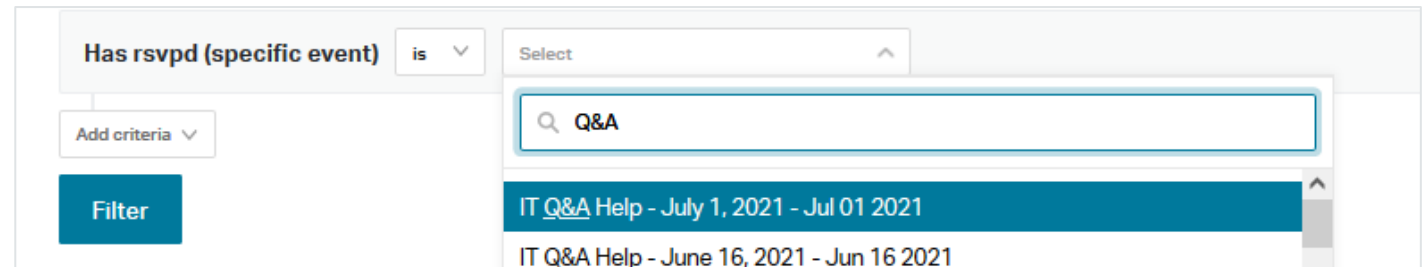 Has rsvpd (specific event) is Select
Q&A
Add criteria
IT Q&A Help - July 1, 2021 - Jul 01 2021
Filter
IT Q&A Help - June 16, 2021 - Jun 16 2021